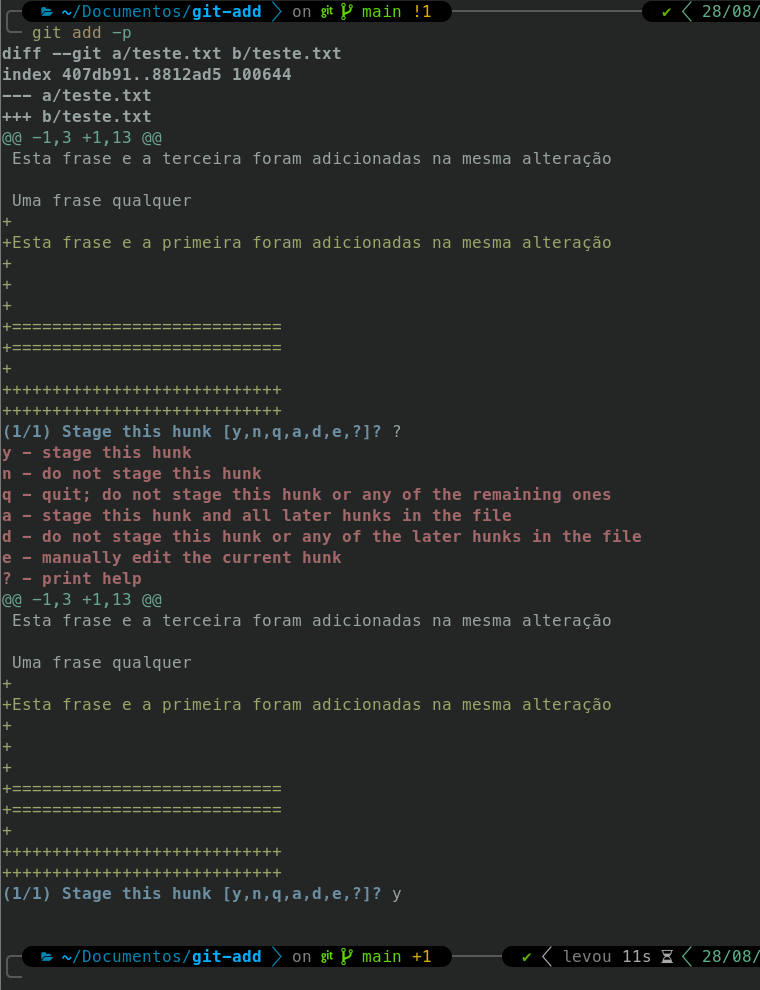 ~/Documentos/git-add on git main !1 ✔ 28/08/
git add -p
diff --git a/teste.txt b/teste.txt
index 407db91..8812ad5 100644
--- a/teste.txt
+++ b/teste.txt
@@ -1,3 +1,13 @@
Esta frase e a terceira foram adicionadas na mesma alteração
Uma frase qualquer
+
+Esta frase e a primeira foram adicionadas na mesma alteração
+
+
+
+===========================
+===========================
+
++++++++++++++++++++++++++++
++++++++++++++++++++++++++++
(1/1) Stage this hunk [y,n,q,a,d,e,?]? ?
y - stage this hunk
n - do not stage this hunk
q - quit; do not stage this hunk or any of the remaining ones
a - stage this hunk and all later hunks in the file
d - do not stage this hunk or any of the later hunks in the file
e - manually edit the current hunk
? - print help
@@ -1,3 +1,13 @@
Esta frase e a terceira foram adicionadas na mesma alteração
Uma frase qualquer
+
+Esta frase e a primeira foram adicionadas na mesma alteração
+
+
+
+===========================
+===========================
+
++++++++++++++++++++++++++++
++++++++++++++++++++++++++++
(1/1) Stage this hunk [y,n,q,a,d,e,?]? y
~/Documentos/git-add on git main +1 ✔ levou 11s 28/08/